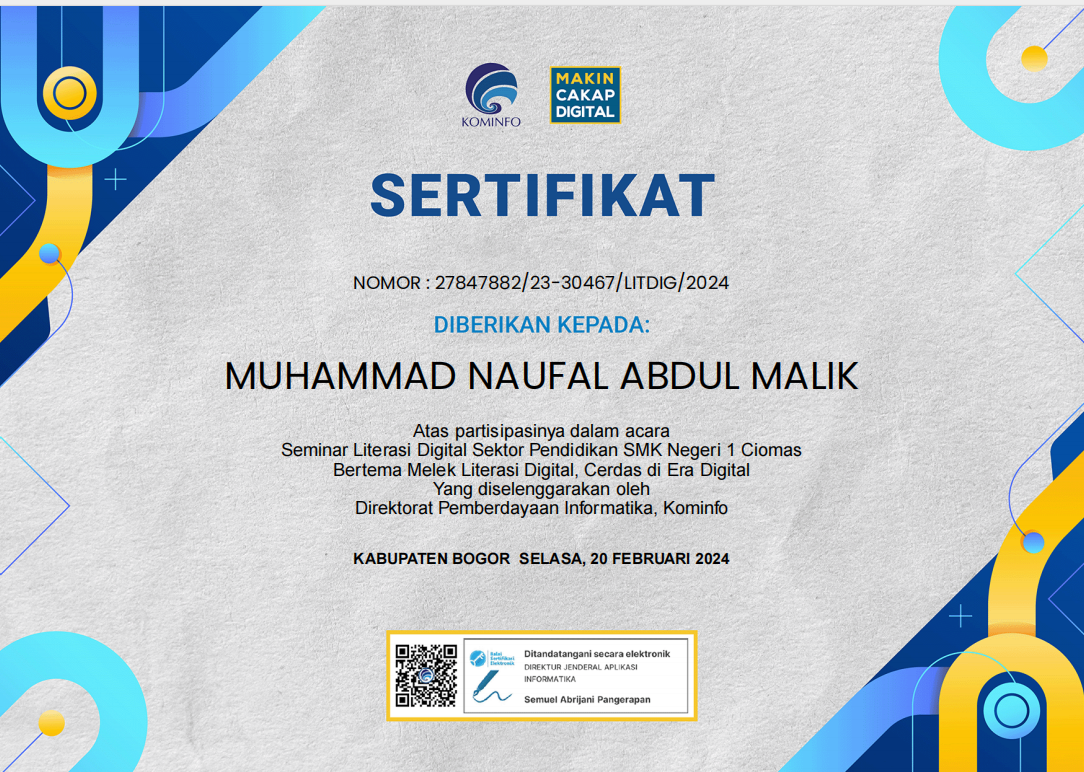 KOMINFO
MAKIN
CAKAP
DIGITAL
SERTIFIKAT
NOMOR : 27847882/23-30467/LITDIG/2024
DIBERIKAN KEPADA:
MUHAMMAD NAUFAL ABDUL MALIK
Atas partisipasinya dalam acara
Seminar Literasi Digital Sektor Pendidikan SMK Negeri 1 Ciomas
Bertema Melek Literasi Digital, Cerdas di Era Digital
Yang diselenggarakan oleh
Direktorat Pemberdayaan Informatika, Kominfo
KABUPATEN BOGOR SELASA, 20 FEBRUARI 2024
Balai
Sertifikasi
Elektronik
Ditandatangani secara elektronik
DIREKTUR JENDERAL APLIKASI
INFORMATIKA
Semuel Abrijani Pangerapan